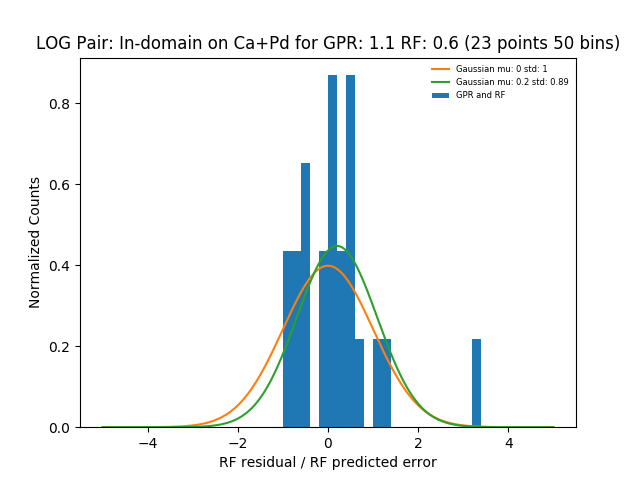 LOG Pair: In-domain on Ca+Pd for GPR: 1.1 RF: 0.6 (23 points 50 bins)
Gaussian mu: 0 std: 1
Gaussian mu: 0.2 std: 0.89
GPR and RF
Normalized Counts
0.8
0.6
0.4
0.2
0.0
−4
−2
0
2
4
RF residual / RF predicted error